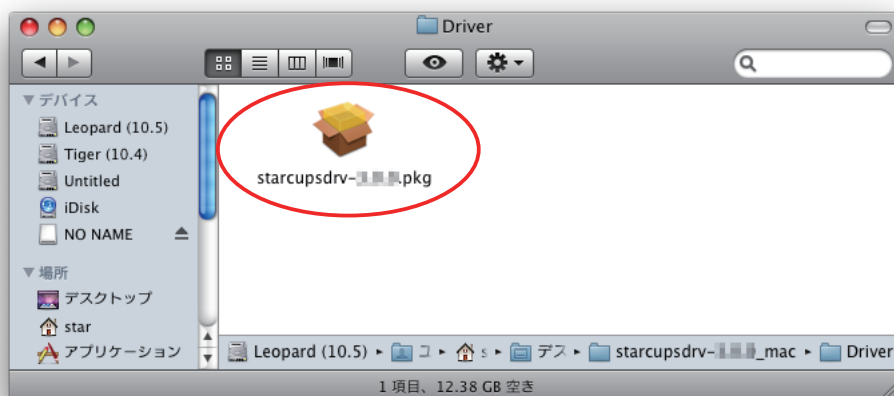 Driver
デバイス
Leopard (10.5)
Tiger (10.4)
Untitled
iDisk
NO NAME
場所
デスクトップ
star
アプリケーション
starcupsdrv-.pkg
Leopard (10.5) ▸ コ ▸ s ▸ デス ▸ starcupsdrv-_mac ▸ Driver
1 項目、12.38 GB 空き